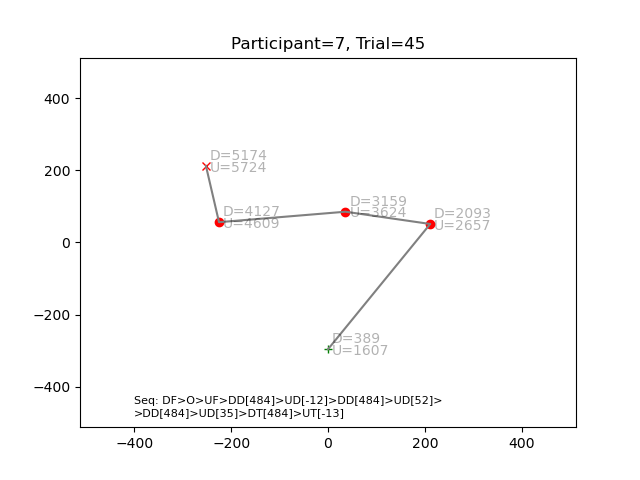 Participant=7, Trial=45
400
200
0
−200
−400
D=5174
U=5724
D=4127
U=4609
D=3159
U=3624
D=2093
U=2657
D=389
U=1607
Seq: DF>O>UF>DD[484]>UD[-12]>DD[484]>UD[52]>
>DD[484]>UD[35]>DT[484]>UT[-13]
−400 −200 0 200 400